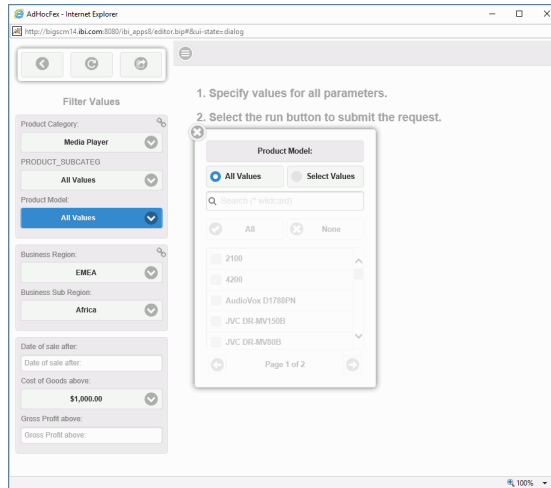 AdHocFex - Internet Explorer
http://bigscm14.ibi.com:8080/ibi_apps8/editor.bip#&ui-state=dialog
Filter Values
Product Category:
Media Player
PRODUCT_SUBCATEG
All Values
Product Model:
All Values
Business Region:
EMEA
Business Sub Region:
Africa
Date of sale after:
Date of sale after:
Cost of Goods above:
$1,000.00
Gross Profit above:
Gross Profit above:
1. Specify values for all parameters.
2. Select the run button to submit the request.
Product Model:
All Values Select Values
Search (* wildcard)
All None
2100
4200
AudioVox D1788PN
JVC DR-MV150B
JVC DR-MV80B
Page 1 of 2
100%